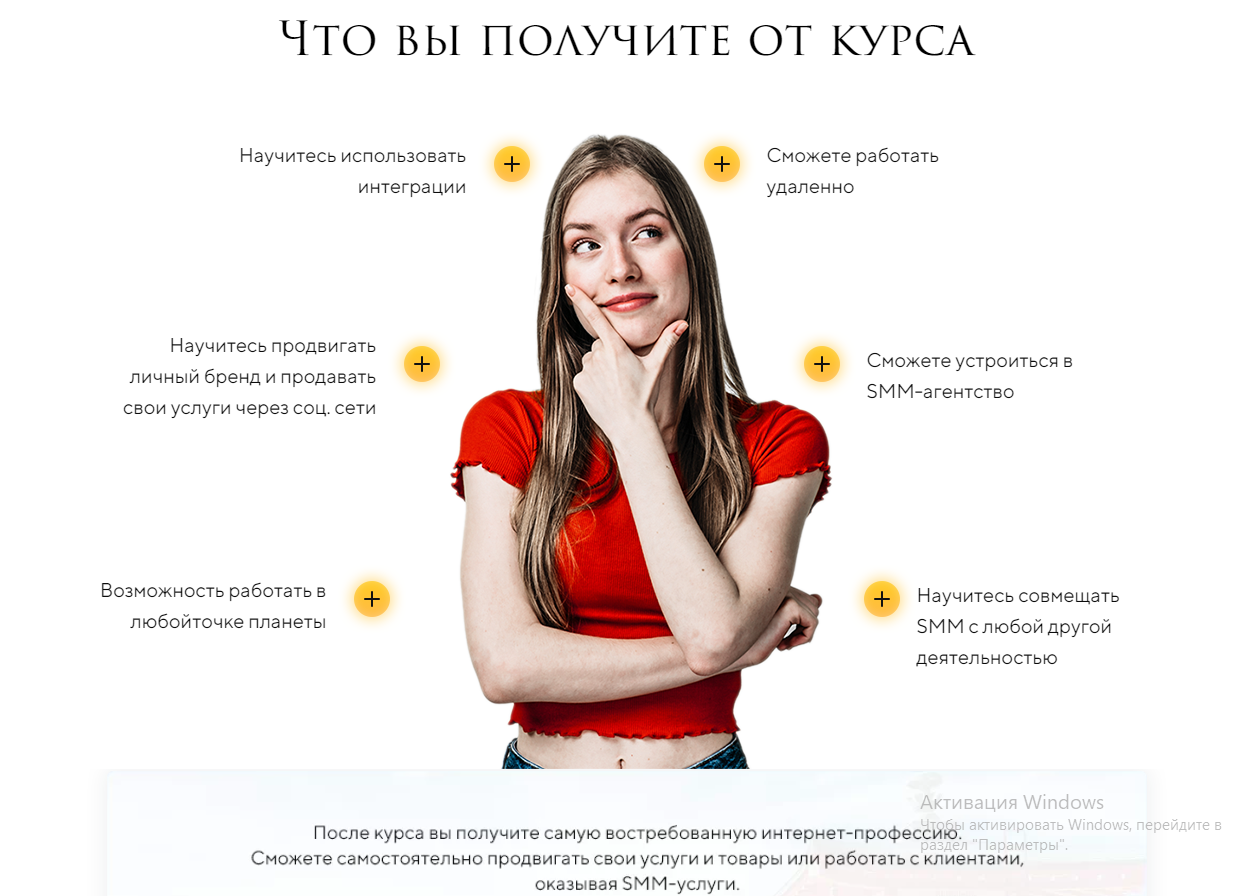 Что вы получите от курса
Научитесь использовать
интеграции
Сможете работать
удаленно
Научитесь продвигать
личный бренд и продавать
свои услуги через соц. сети
Сможете устроиться в
SMM-агентство
Возможность работать в
любойточке планеты
Научитесь совмещать
SMM с любой другой
деятельностью
После курса вы получите самую востребованную интернет-профессию.
Сможете самостоятельно продвигать свои услуги и товары или работать с клиентами,
оказывая SMM-услуги.
Активация Windows
Чтобы активировать Windows, перейдите в
раздел "Параметры".